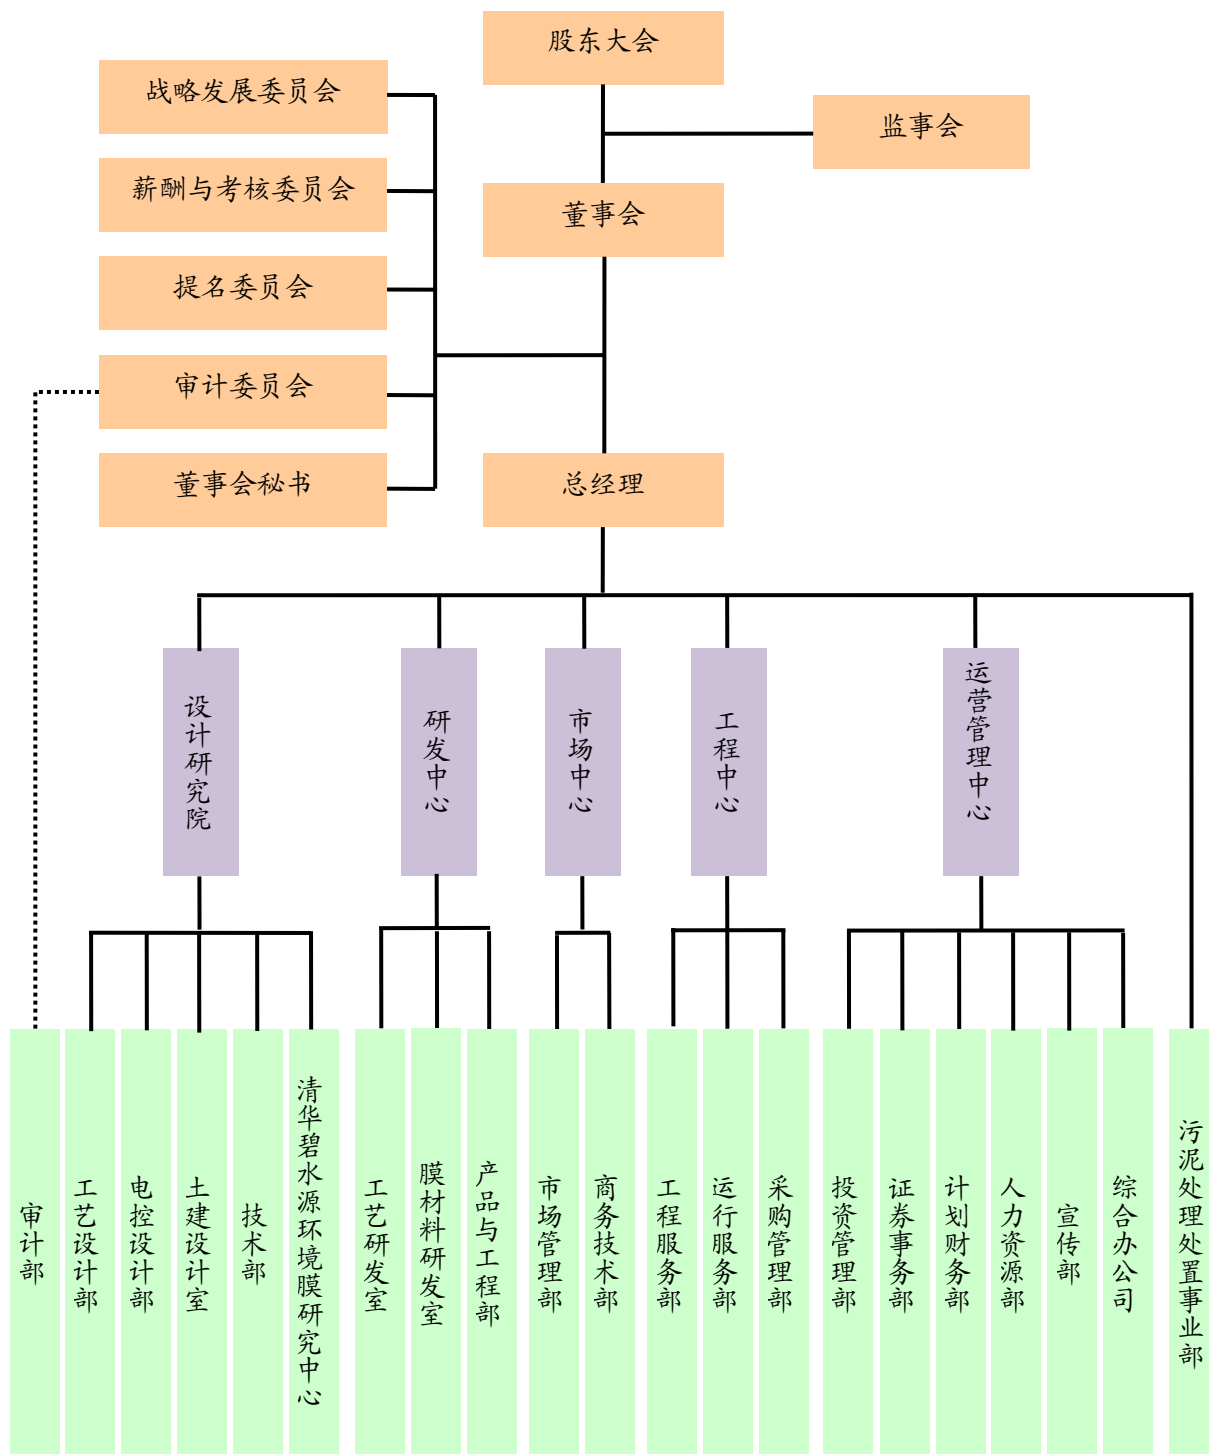 股东大会
战略发展委员会
监事会
薪酬与考核委员会
董事会
提名委员会
审计委员会
董事会秘书
总经理
设计研究院
研发中心
市场中心
工程中心
运营管理中心
审计部
工艺设计部
电控设计部
土建设计室
技术部
清华碧水源环境膜研究中心
工艺研发室
膜材料研发室
产品与工程部
市场管理部
商务技术部
工程服务部
运行服务部
采购管理部
投资管理部
证券事务部
计划财务部
人力资源部
宣传部
综合办公司
污泥处理处置事业部